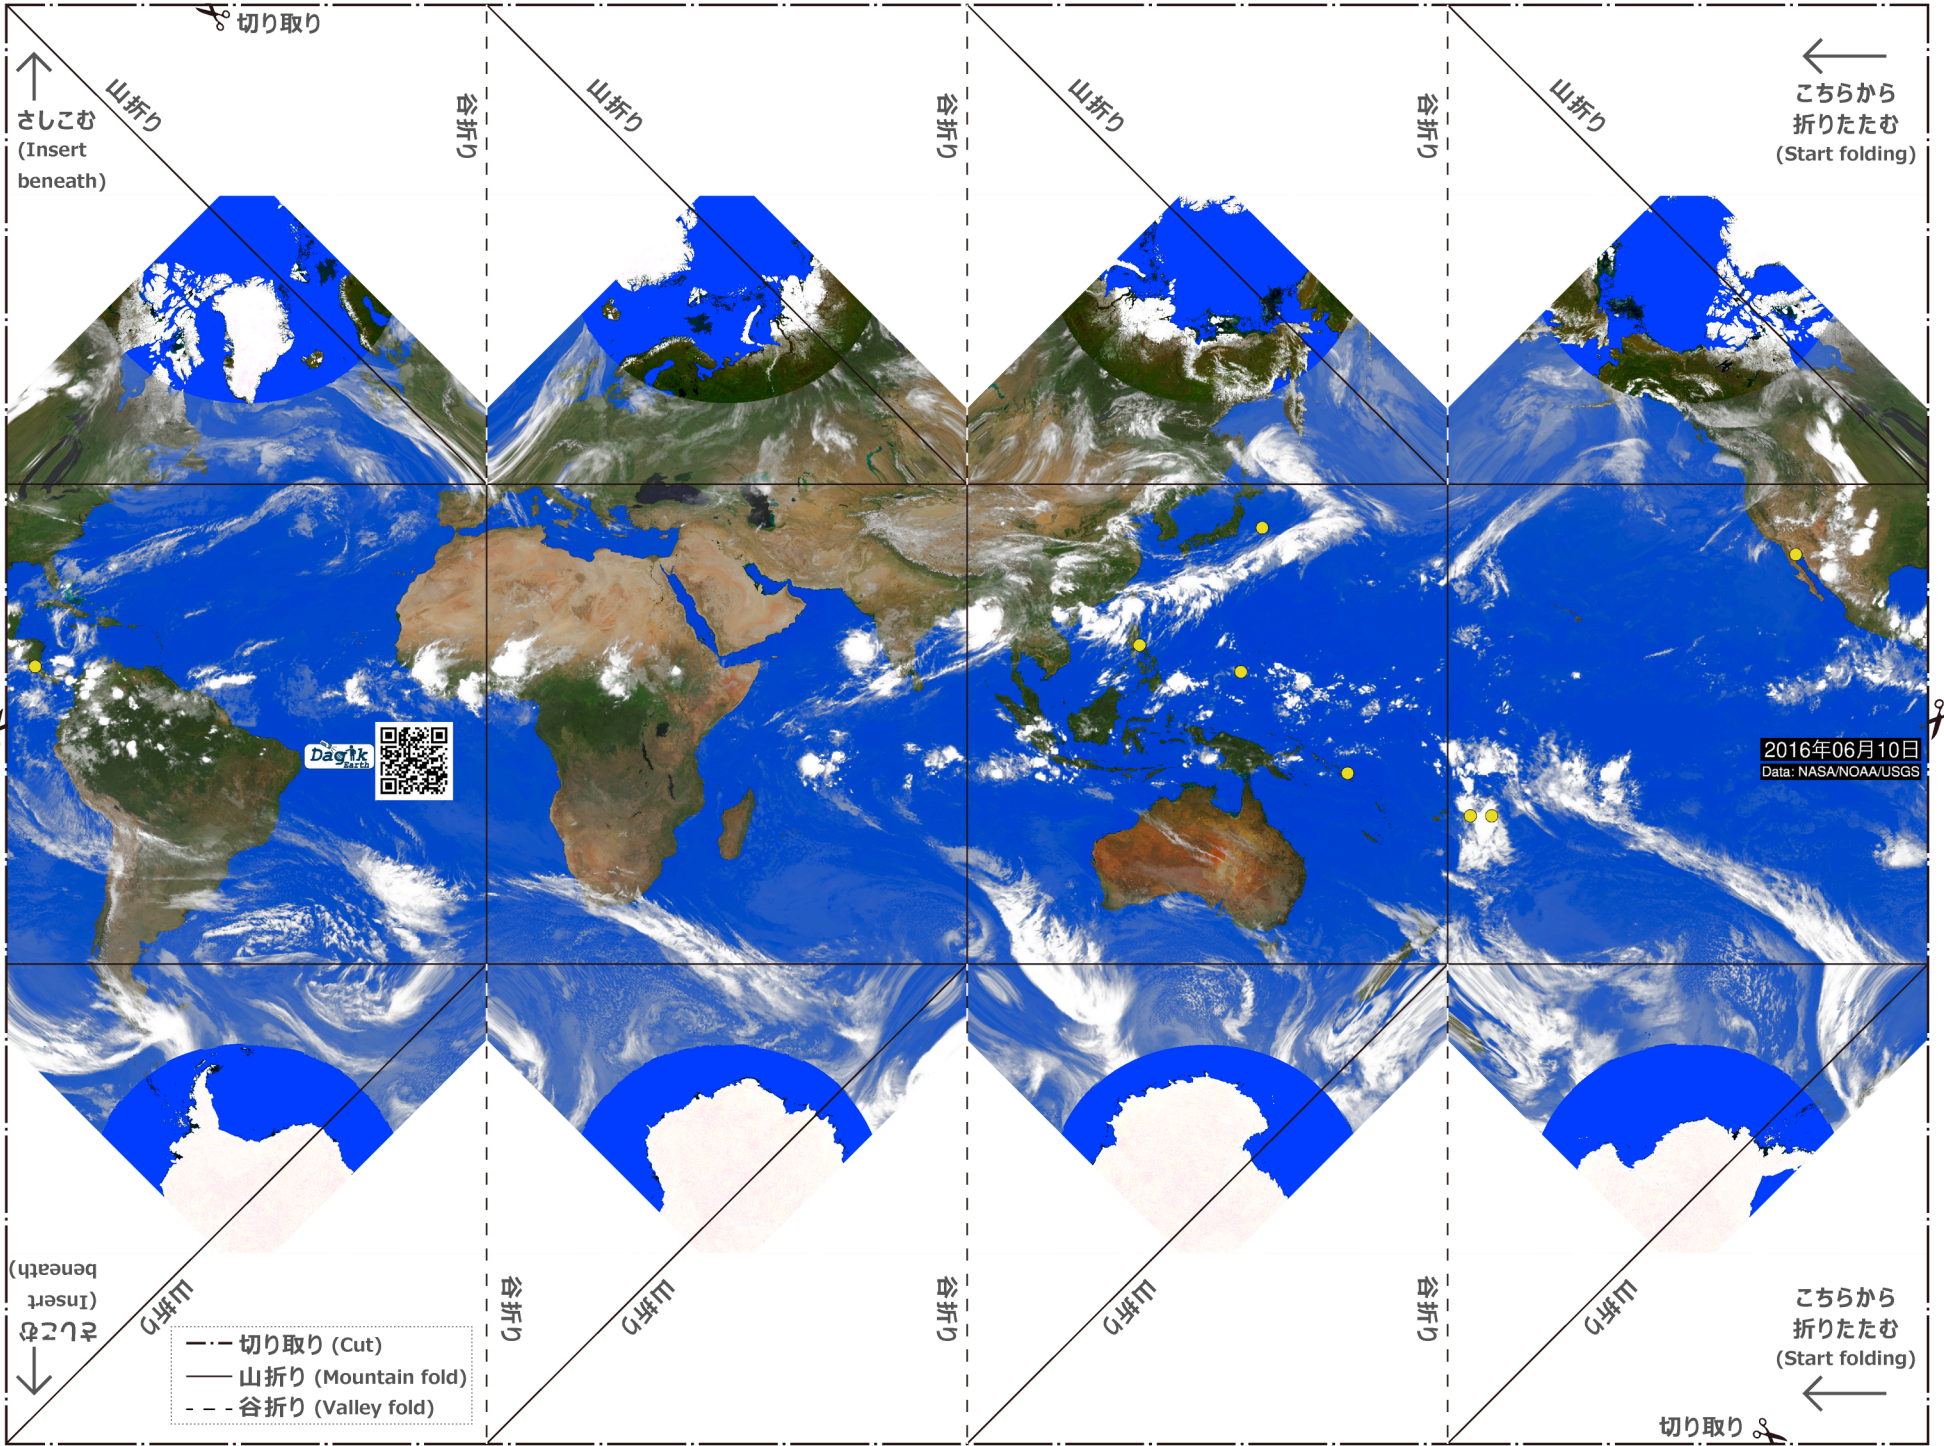 切り取り
山折り
谷折り
山折り
谷折り
山折り
谷折り
山折り
さしこむ
(Insert
beneath)
こちらから
折りたたむ
(Start folding)
Dagik
Earth
2016年06月10日
Data: NASA/NOAA/USGS
さしこむ
(Insert
beneath)
山折り
谷折り
山折り
谷折り
山折り
谷折り
山折り
こちらから
折りたたむ
(Start folding)
切り取り (Cut)
山折り (Mountain fold)
谷折り (Valley fold)
切り取り